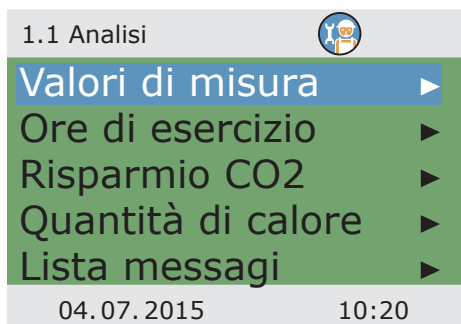 1.1 Analisi
Valori di misura
Ore di esercizio
Risparmio CO2
Quantità di calore
Lista messagi
04.07.2015 10:20